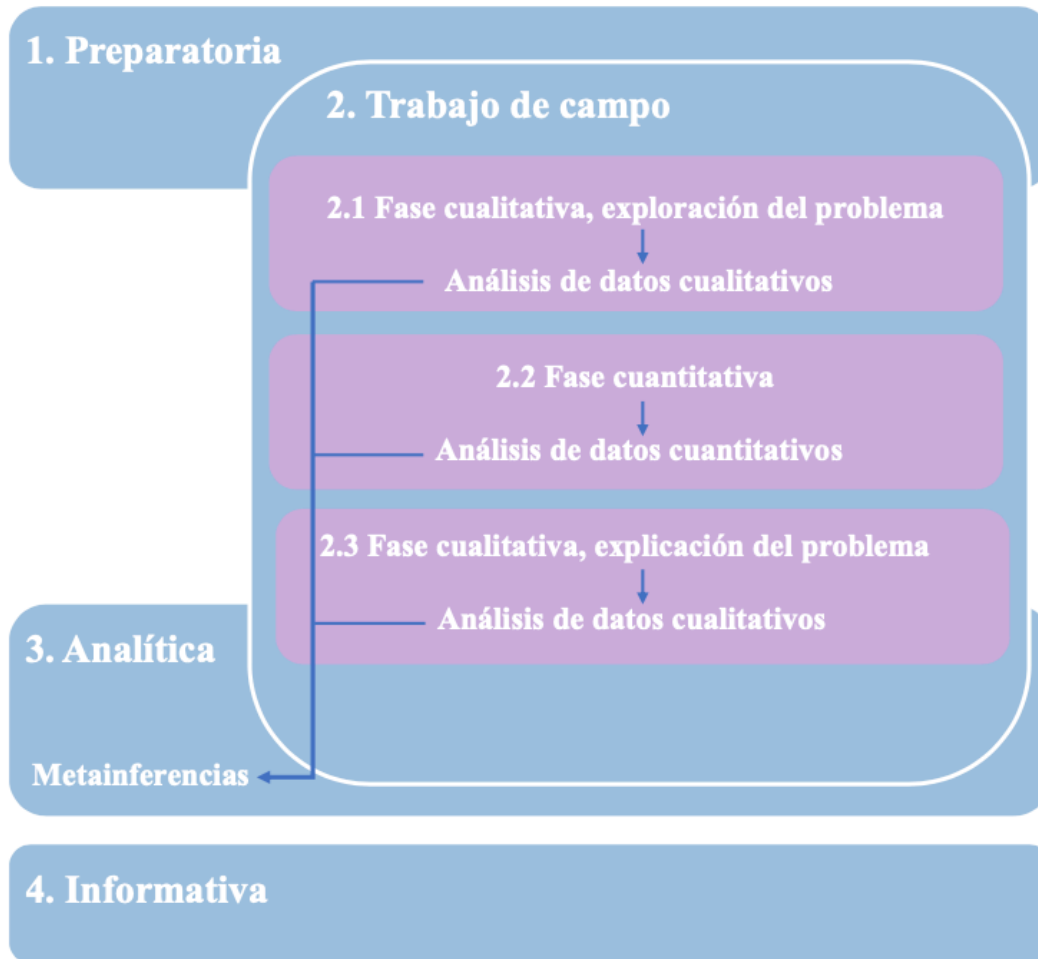 1. Preparatoria
2. Trabajo de campo
2.1 Fase cualitativa, exploración del problema
Análisis de datos cualitativos
2.2 Fase cuantitativa
Análisis de datos cuantitativos
2.3 Fase cualitativa, explicación del problema
Análisis de datos cualitativos
3. Analítica
Metainferencias
4. Informativa